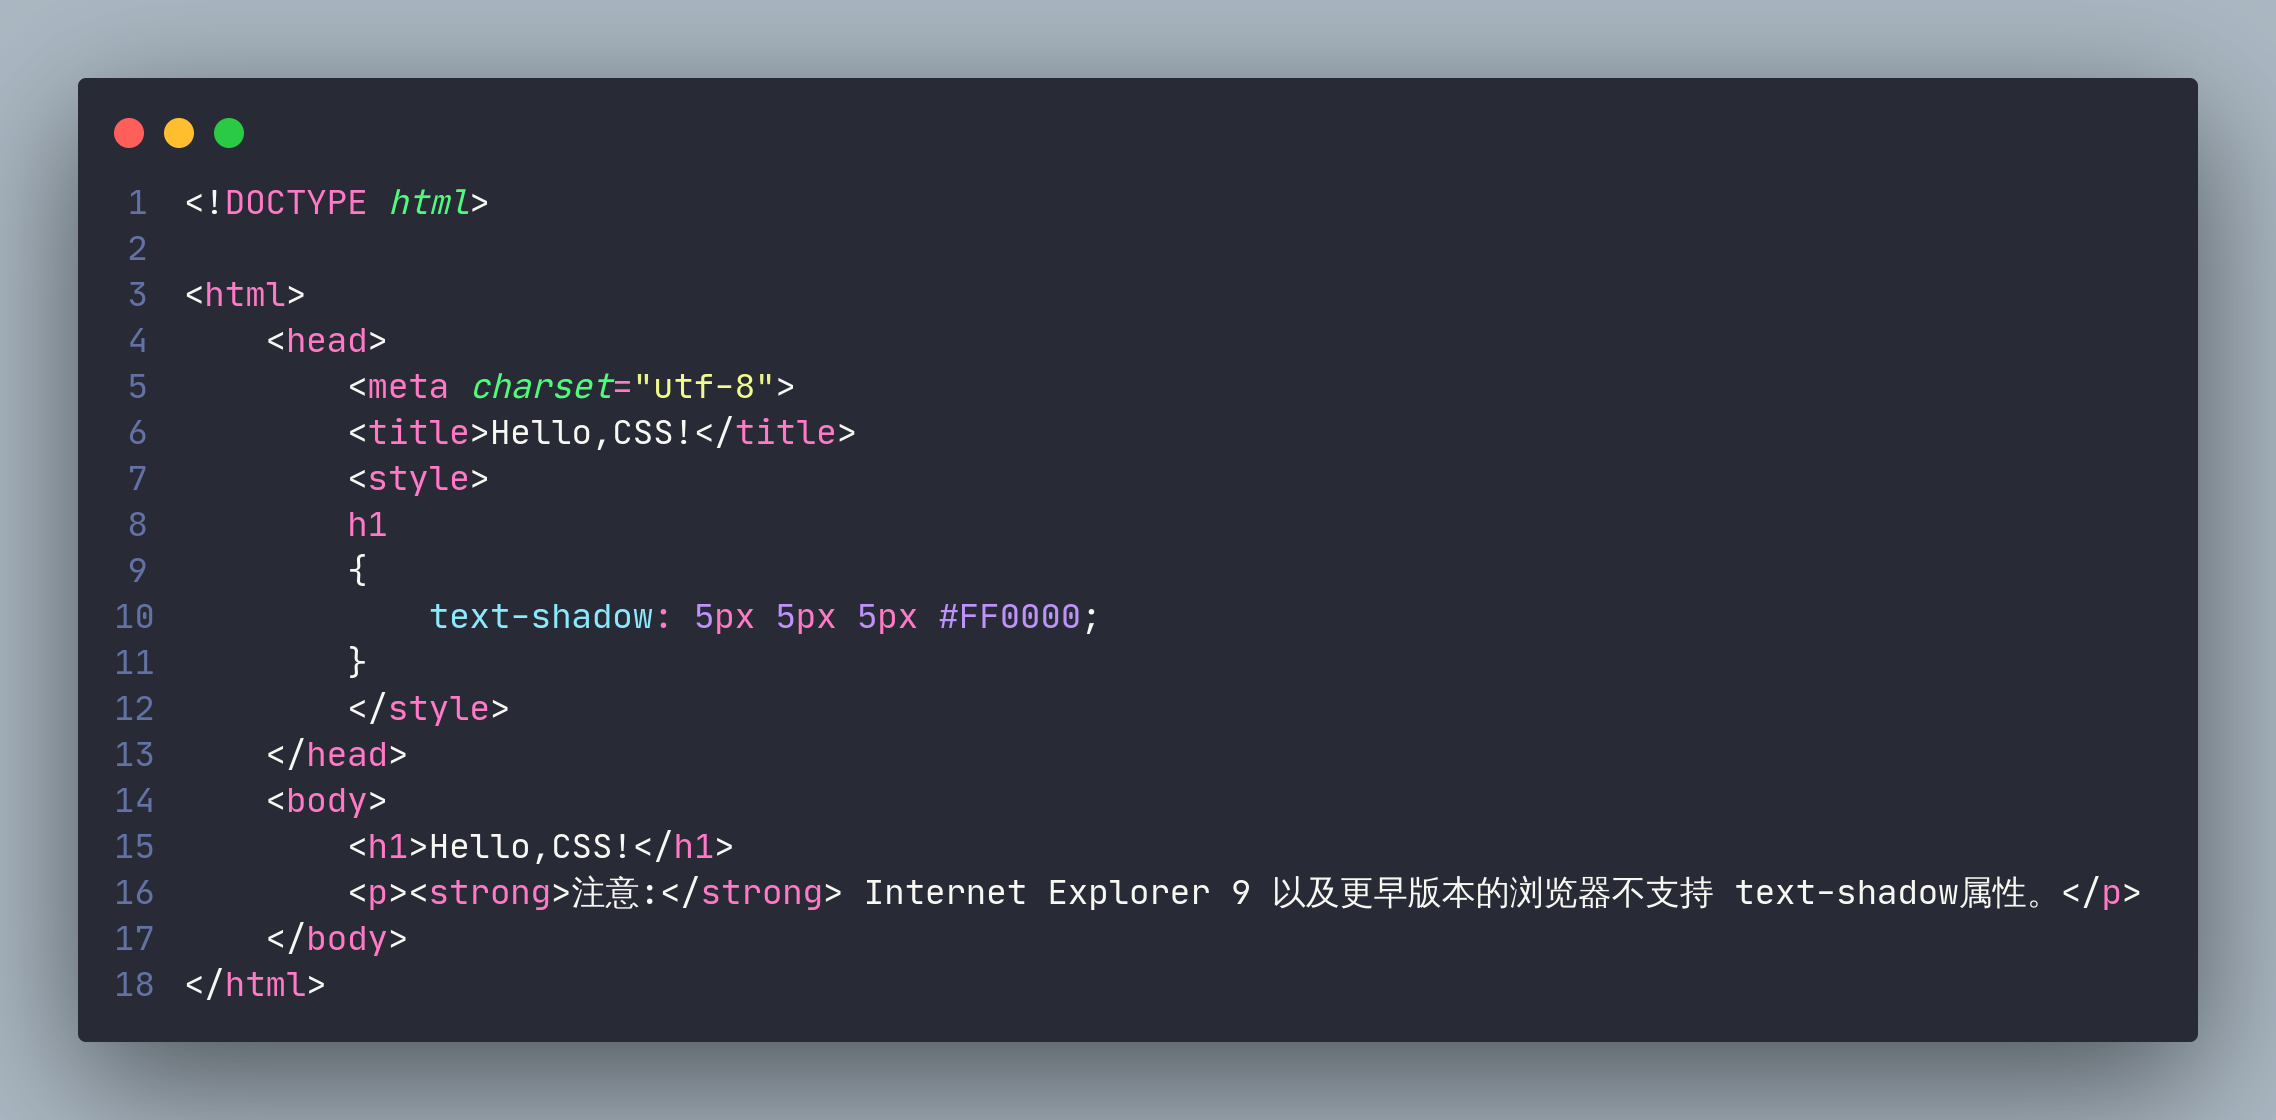 1 <!DOCTYPE html>
2
3 <html>
4     <head>
5         <meta charset="utf-8">
6         <title>Hello,CSS!</title>
7         <style>
8         h1
9         {
10             text-shadow: 5px 5px 5px #FF0000;
11         }
12         </style>
13     </head>
14     <body>
15         <h1>Hello,CSS!</h1>
16         <p><strong>注意:</strong> Internet Explorer 9 以及更早版本的浏览器不支持 text-shadow属性。</p>
17     </body>
18 </html>